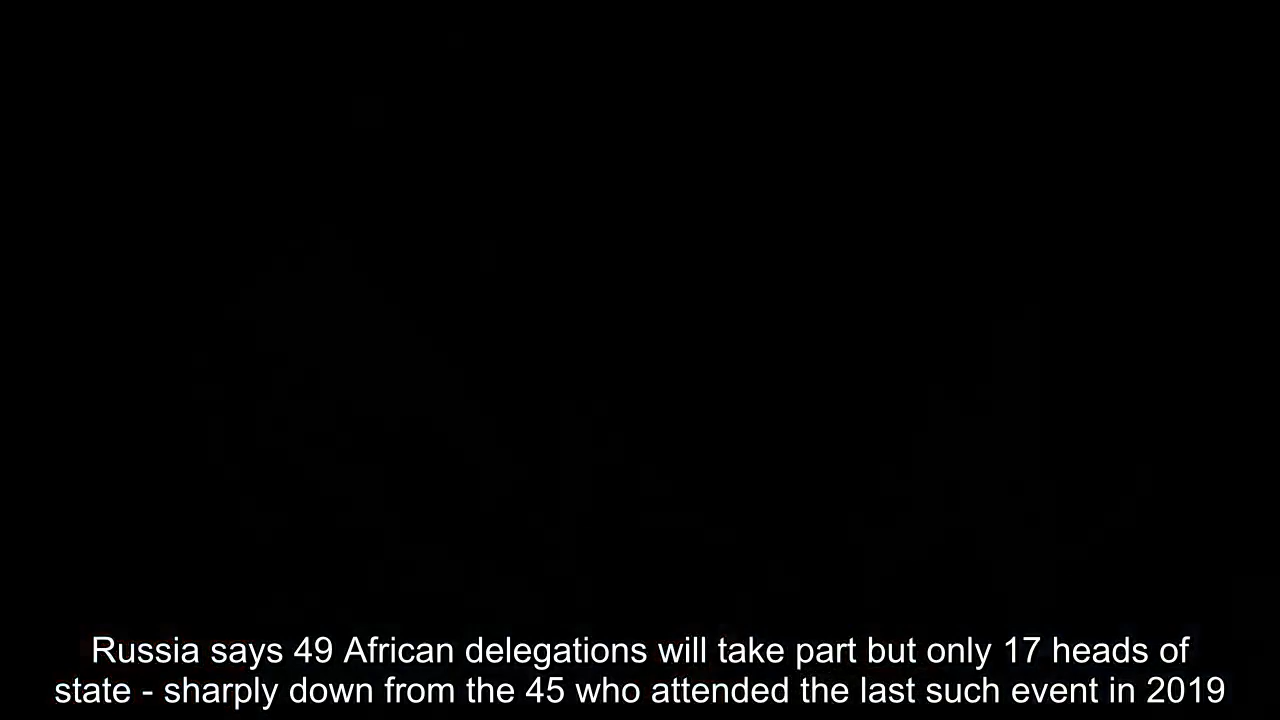 Russia says 49 African delegations will take part but only 17 heads of
state - sharply down from the 45 who attended the last such event in 2019